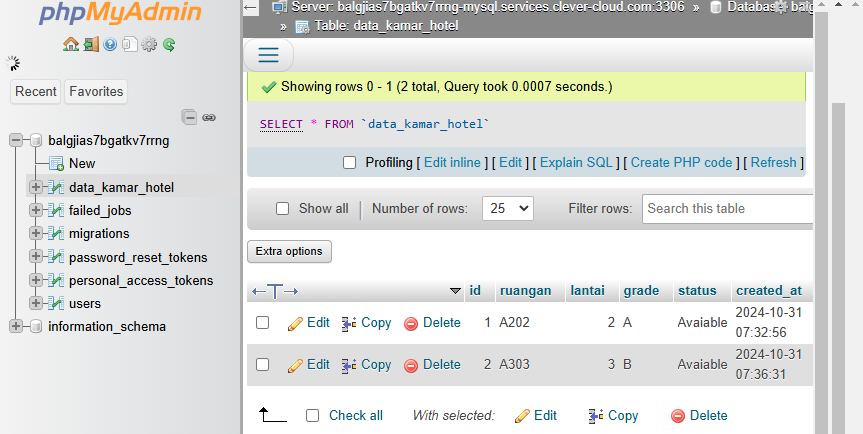 phpMyAdmin
Recent Favorites
balgjias7bgatkv7rrng
New
data_kamar_hotel
failed_jobs
migrations
password_reset_tokens
personal_access_tokens
users
information_schema
Server: balgjias7bgatkv7rrng-mysql.services.clever-cloud.com:3306 »
» Table: data_kamar_hotel
Showing rows 0 - 1 (2 total, Query took 0.0007 seconds.)
SELECT * FROM `data_kamar_hotel`
Profiling [ Edit inline ] [ Edit ] [ Explain SQL ] [ Create PHP code ] [ Refresh ]
Show all Number of rows: 25 Filter rows: Search this table
Extra options
id ruangan lantai grade status created_at
Edit Copy Delete 1 A202 2 A Avaiable 2024-10-31
07:32:56
Edit Copy Delete 2 A303 3 B Avaiable 2024-10-31
07:36:31
Check all With selected: Edit Copy Delete